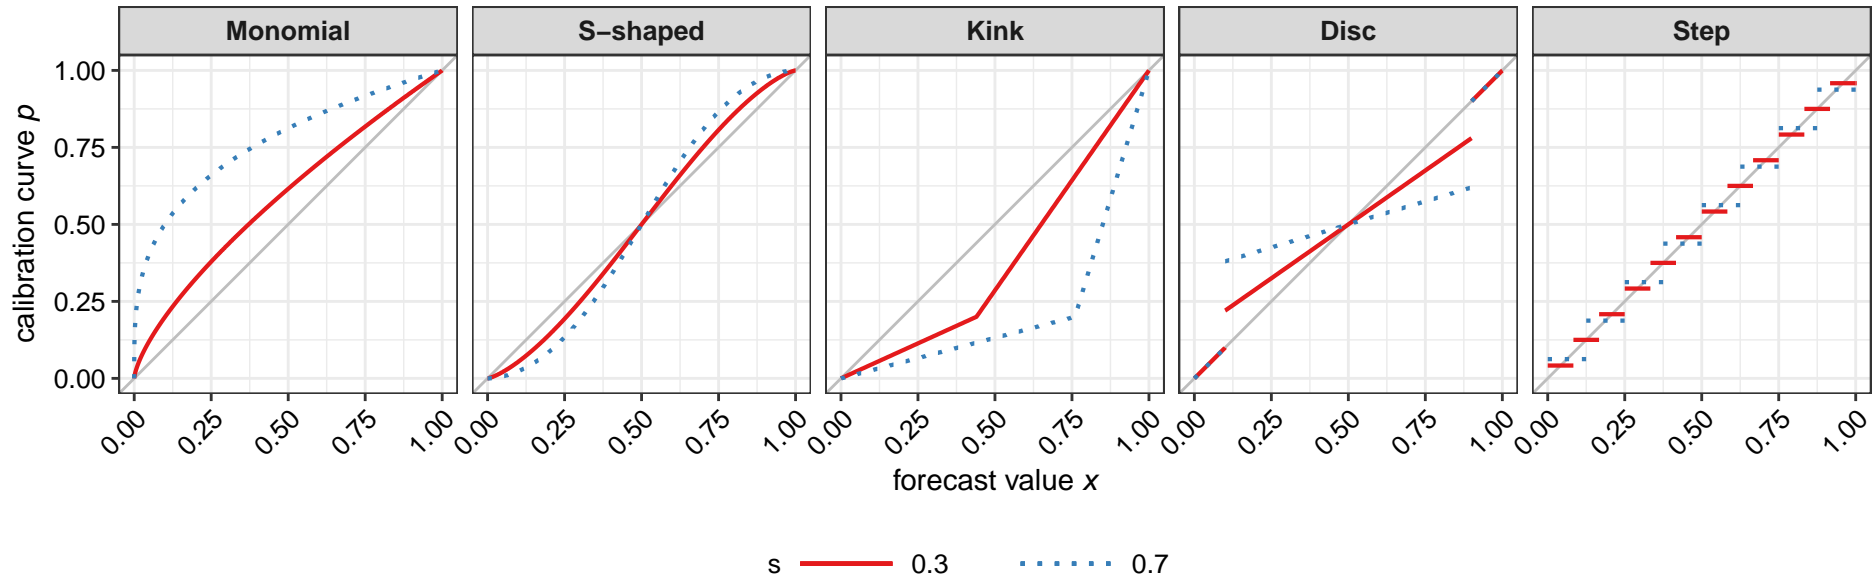 Monomial S−shaped Kink Disc Step
1.00
0.75
0.50
0.25
0.00
calibration curve p
0.00 0.25 0.50 0.75 1.00 0.00 0.25 0.50 0.75 1.00 0.00 0.25 0.50 0.75 1.00 0.00 0.25 0.50 0.75 1.00 0.00 0.25 0.50 0.75 1.00
forecast value x
s 0.3 0.7